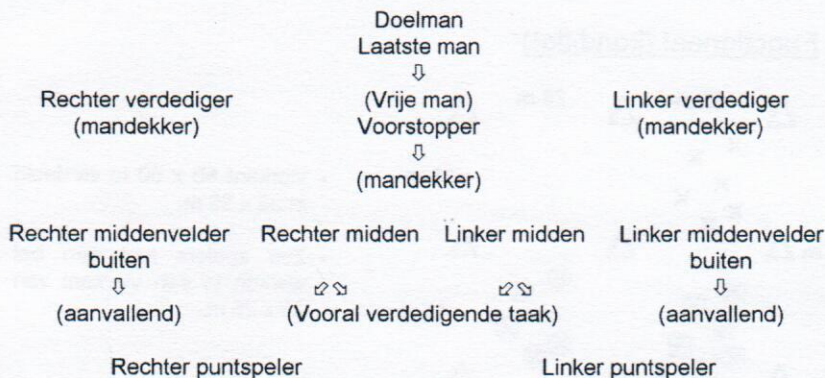 Doelman
Laatste man
⇩
Rechter verdediger (Vrije man) Linker verdediger
(mandekker) Voorstopper (mandekker)
⇩
(mandekker)
Rechter middenvelder Rechter midden Linker midden Linker middenvelder
buiten buiten
⇩ ⬃⬂ ⬃⬂ ⇩
(aanvallend) (Vooral verdedigende taak) (aanvallend)
Rechter puntspeler Linker puntspeler